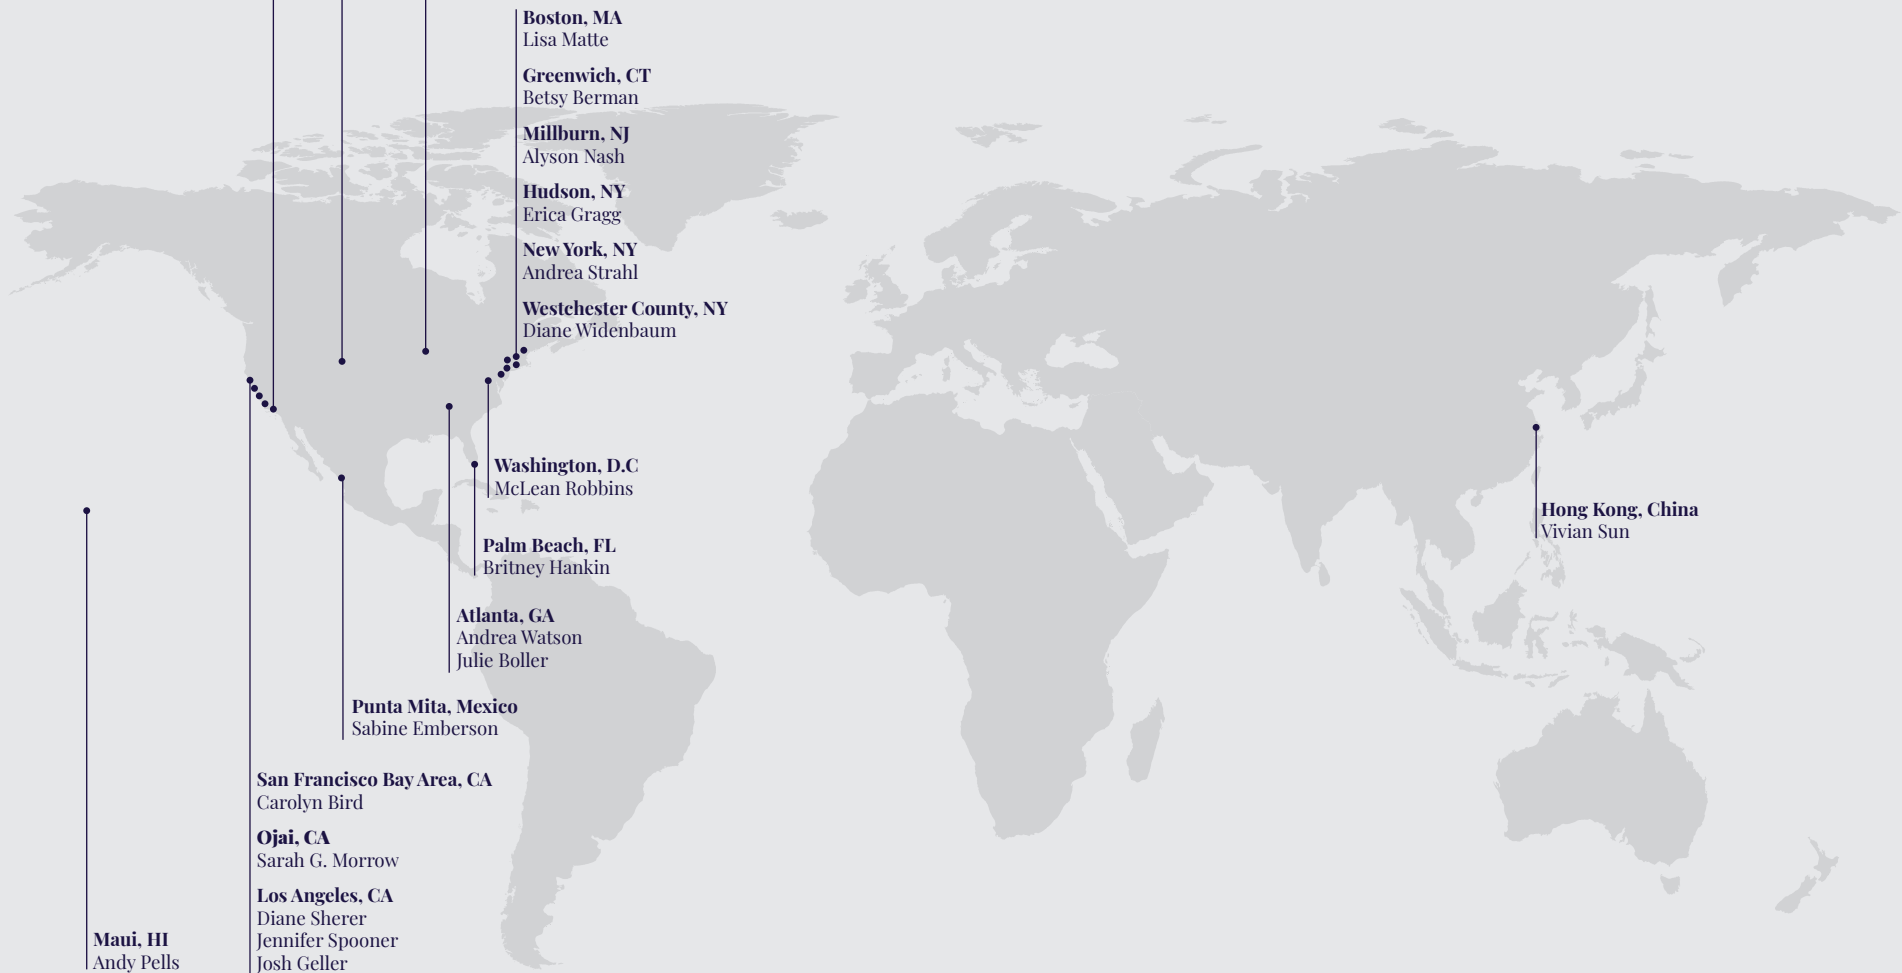 Boston, MA
Lisa Matte
Greenwich, CT
Betsy Berman
Millburn, NJ
Alyson Nash
Hudson, NY
Erica Gragg
New York, NY
Andrea Strahl
Westchester County, NY
Diane Widenbaum
Washington, D.C
McLean Robbins
Palm Beach, FL
Britney Hankin
Atlanta, GA
Andrea Watson
Julie Boller
Punta Mita, Mexico
Sabine Emberson
San Francisco Bay Area, CA
Carolyn Bird
Ojai, CA
Sarah G. Morrow
Los Angeles, CA
Diane Sherer
Jennifer Spooner
Josh Geller
Maui, HI
Andy Pells
Hong Kong, China
Vivian Sun